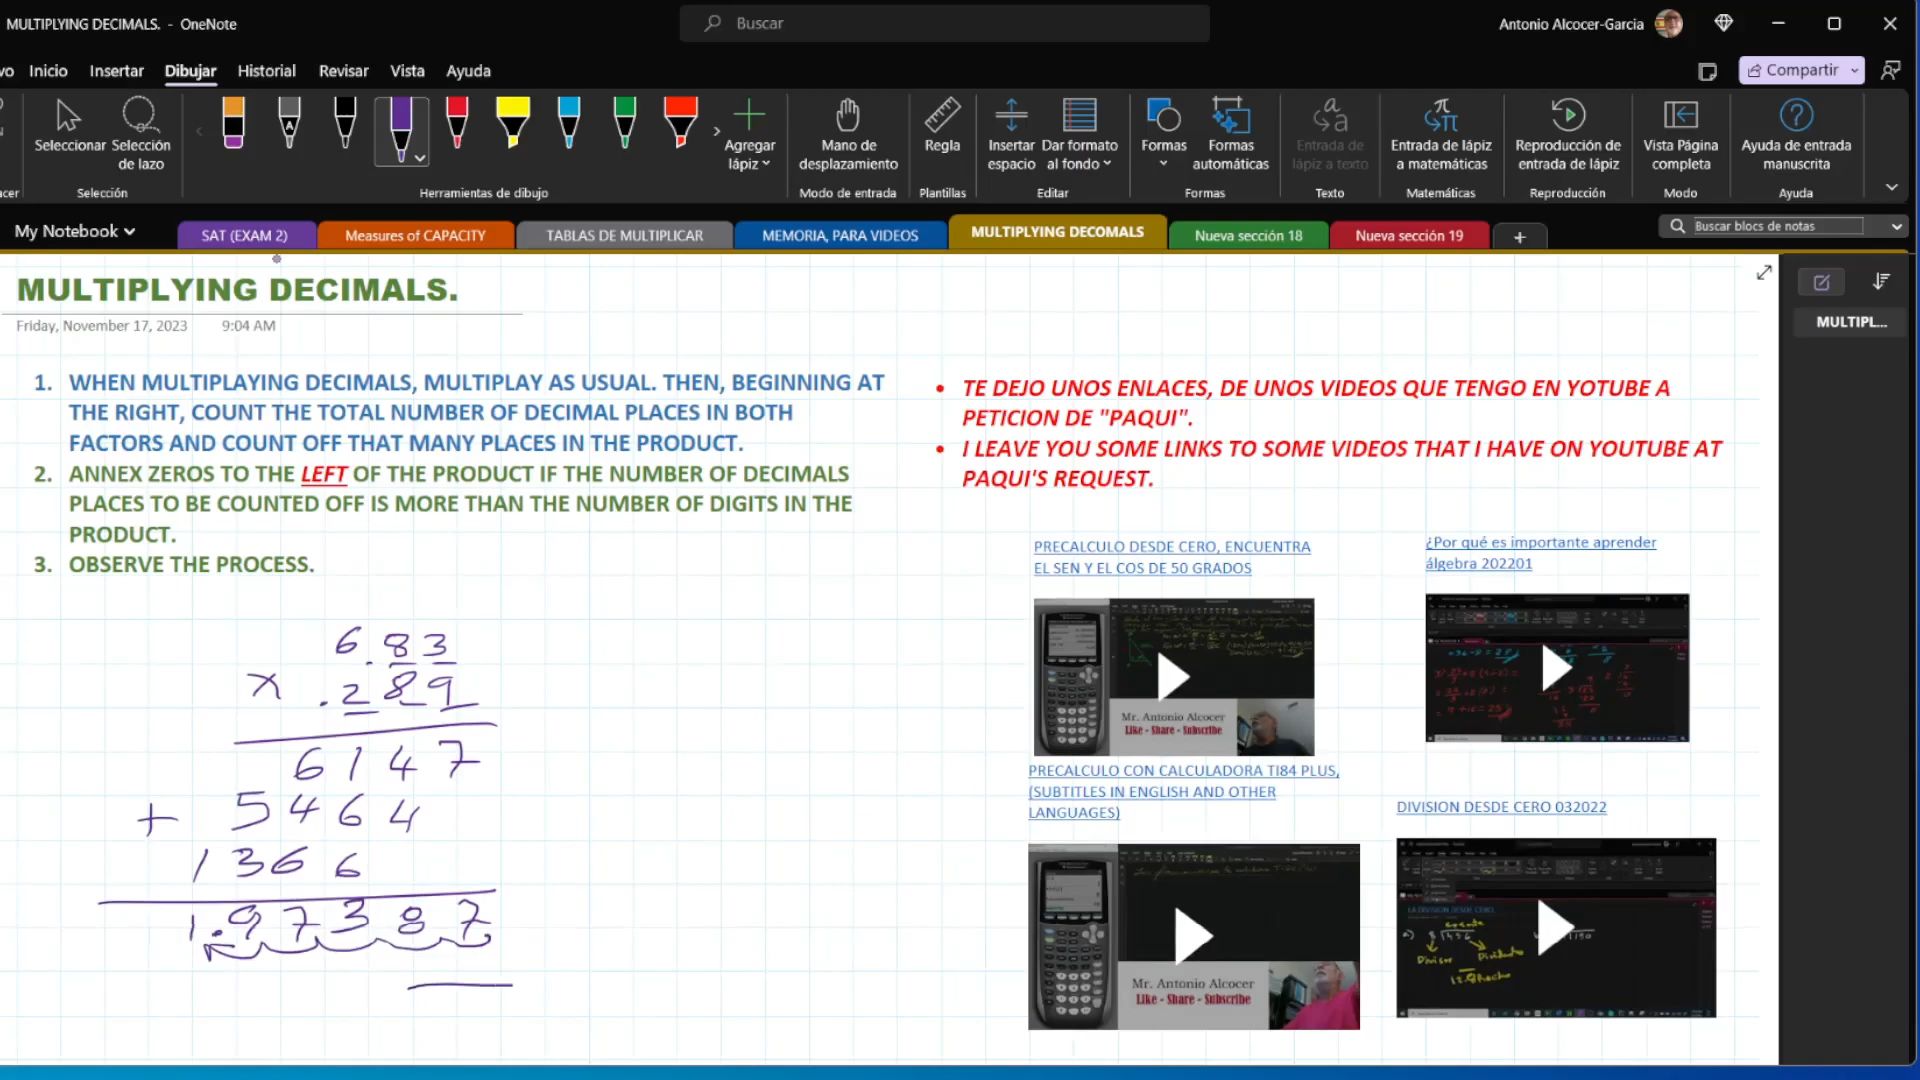 MULTIPLYING DECIMALS. - OneNote
Buscar
Antonio Alcocer-Garcia
vo Inicio Insertar Dibujar Historial Revisar Vista Ayuda
Compartir
Seleccionar
Selección de lazo
Agregar lápiz
Mano de desplazamiento
Regla
Insertar espacio
Dar formato al fondo
Formas
Formas automáticas
Entrada de lápiz a texto
Entrada de lápiz a matemáticas
Reproducción de entrada de lápiz
Vista Página completa
Ayuda de entrada manuscrita
acer
Selección
Herramientas de dibujo
Modo de entrada
Plantillas
Editar
Formas
Texto
Matemáticas
Reproducción
Modo
Ayuda
My Notebook
SAT (EXAM 2)
Measures of CAPACITY
TABLAS DE MULTIPLICAR
MEMORIA, PARA VIDEOS
MULTIPLYING DECOMALS
Nueva sección 18
Nueva sección 19
+
Buscar blocs de notas
MULTIPL...
MULTIPLYING DECIMALS.
Friday, November 17, 2023 9:04 AM
1. WHEN MULTIPLAYING DECIMALS, MULTIPLAY AS USUAL. THEN, BEGINNING AT
THE RIGHT, COUNT THE TOTAL NUMBER OF DECIMAL PLACES IN BOTH
FACTORS AND COUNT OFF THAT MANY PLACES IN THE PRODUCT.
2. ANNEX ZEROS TO THE LEFT OF THE PRODUCT IF THE NUMBER OF DECIMALS
PLACES TO BE COUNTED OFF IS MORE THAN THE NUMBER OF DIGITS IN THE
PRODUCT.
3. OBSERVE THE PROCESS.
6.83
x .289
6147
+ 5464
1366
1.97387
• TE DEJO UNOS ENLACES, DE UNOS VIDEOS QUE TENGO EN YOTUBE A
PETICION DE "PAQUI".
• I LEAVE YOU SOME LINKS TO SOME VIDEOS THAT I HAVE ON YOUTUBE AT
PAQUI'S REQUEST.
PRECALCULO DESDE CERO, ENCUENTRA
EL SEN Y EL COS DE 50 GRADOS
Mr. Antonio Alcocer
Like - Share - Subscribe
¿Por qué es importante aprender
álgebra 202201
PRECALCULO CON CALCULADORA TI84 PLUS,
(SUBTITLES IN ENGLISH AND OTHER
LANGUAGES)
Mr. Antonio Alcocer
Like - Share - Subscribe
DIVISION DESDE CERO 032022
LA DIVISION DESDE CERO.
Divisor
Dividendo